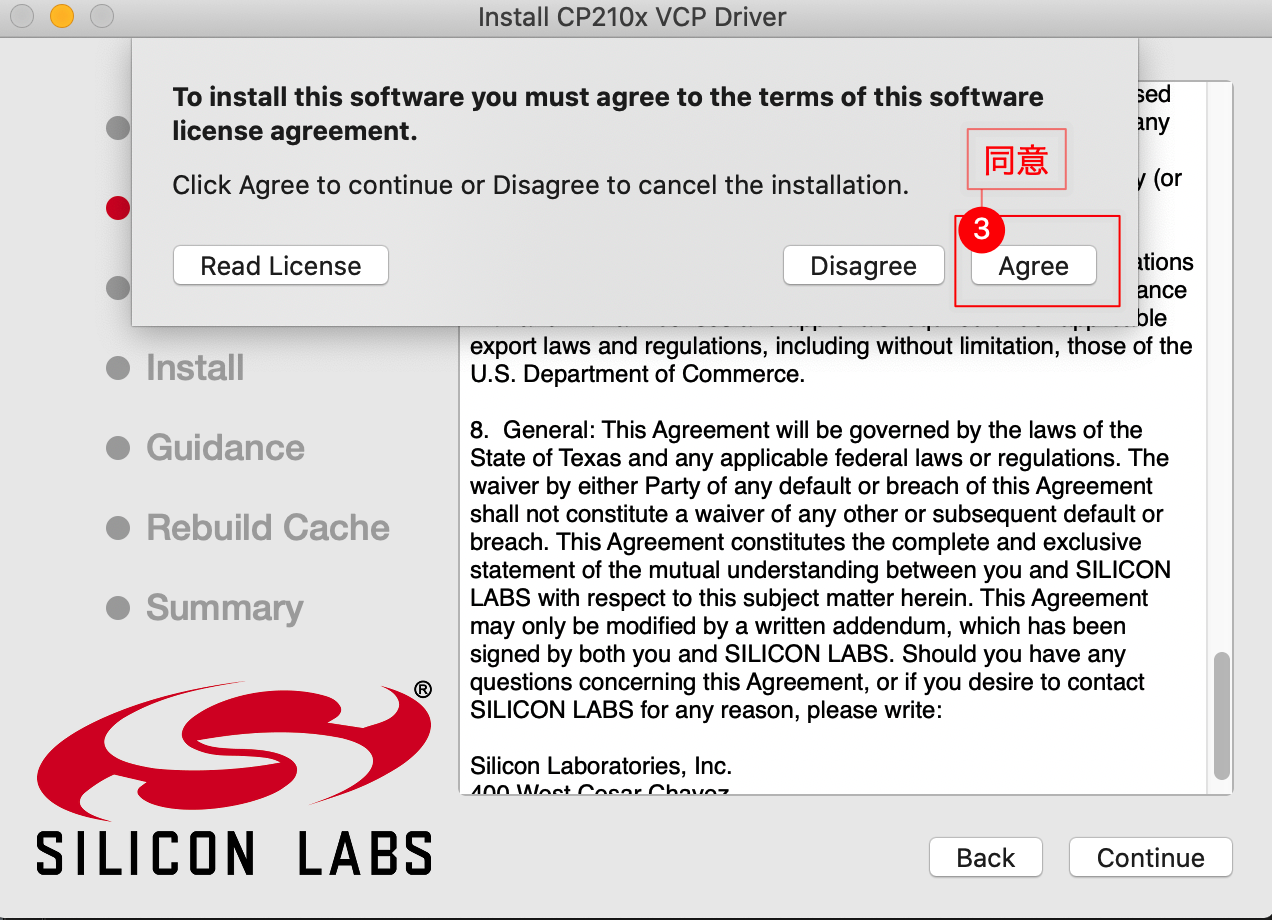 Install CP210x VCP Driver
To install this software you must agree to the terms of this software
license agreement.
Click Agree to continue or Disagree to cancel the installation.
同意
3
Read License
Disagree
Agree
Install
Guidance
Rebuild Cache
Summary
sed
any
(or
ations
ance
ble
export laws and regulations, including without limitation, those of the
U.S. Department of Commerce.
8. General: This Agreement will be governed by the laws of the
State of Texas and any applicable federal laws or regulations. The
waiver by either Party of any default or breach of this Agreement
shall not constitute a waiver of any other or subsequent default or
breach. This Agreement constitutes the complete and exclusive
statement of the mutual understanding between you and SILICON
LABS with respect to this subject matter herein. This Agreement
may only be modified by a written addendum, which has been
signed by both you and SILICON LABS. Should you have any
questions concerning this Agreement, or if you desire to contact
SILICON LABS for any reason, please write:
Silicon Laboratories, Inc.
400 West Cesar Chavez
®
SILICON LABS
Back
Continue